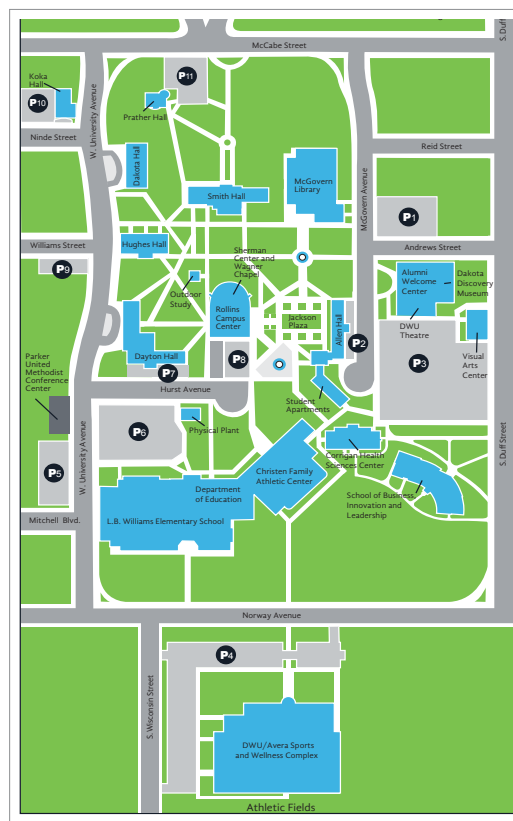 McCabe Street
S. Duff
Koka
Hall
P11
P10
Prather Hall
W. University Avenue
Ninde Street
Dakota Hall
Reid Street
McGovern
Library
Smith Hall
McGovern Avenue
P1
Williams Street
Hughes Hall
Andrews Street
Sherman
Center and
Wagner
Chapel
P9
Outdoor
Study
Alumni
Welcome
Center
Dakota
Discovery
Museum
Rollins
Campus
Center
Jackson
Plaza
Allen Hall
DWU
Theatre
P2
P3
Visual
Arts
Center
Parker
United
Methodist
Conference
Center
Dayton Hall
P8
P7
Hurst Avenue
Student
Apartments
P6
Physical Plant
W. University Avenue
Corrigan Health
Sciences Center
S. Duff Street
P5
Christen Family
Athletic Center
Department
of Education
School of Business,
Innovation and
Leadership
Mitchell Blvd.
L.B. Williams Elementary School
Norway Avenue
P4
S. Wisconsin Street
DWU/Avera Sports
and Wellness Complex
Athletic Fields